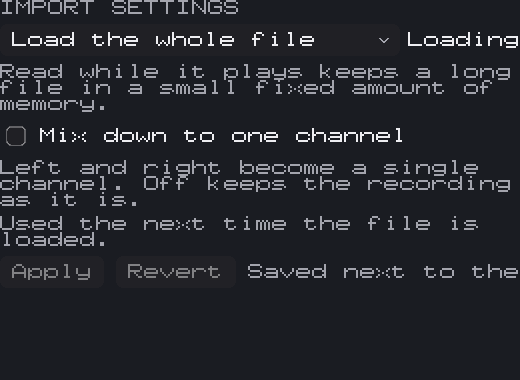 IMPORT SETTINGS
Load the whole file Loading
Read while it plays keeps a long
file in a small fixed amount of
memory.
Mix down to one channel
Left and right become a single
channel. Off keeps the recording
as it is.
Used the next time the file is
loaded.
Apply Revert Saved next to the